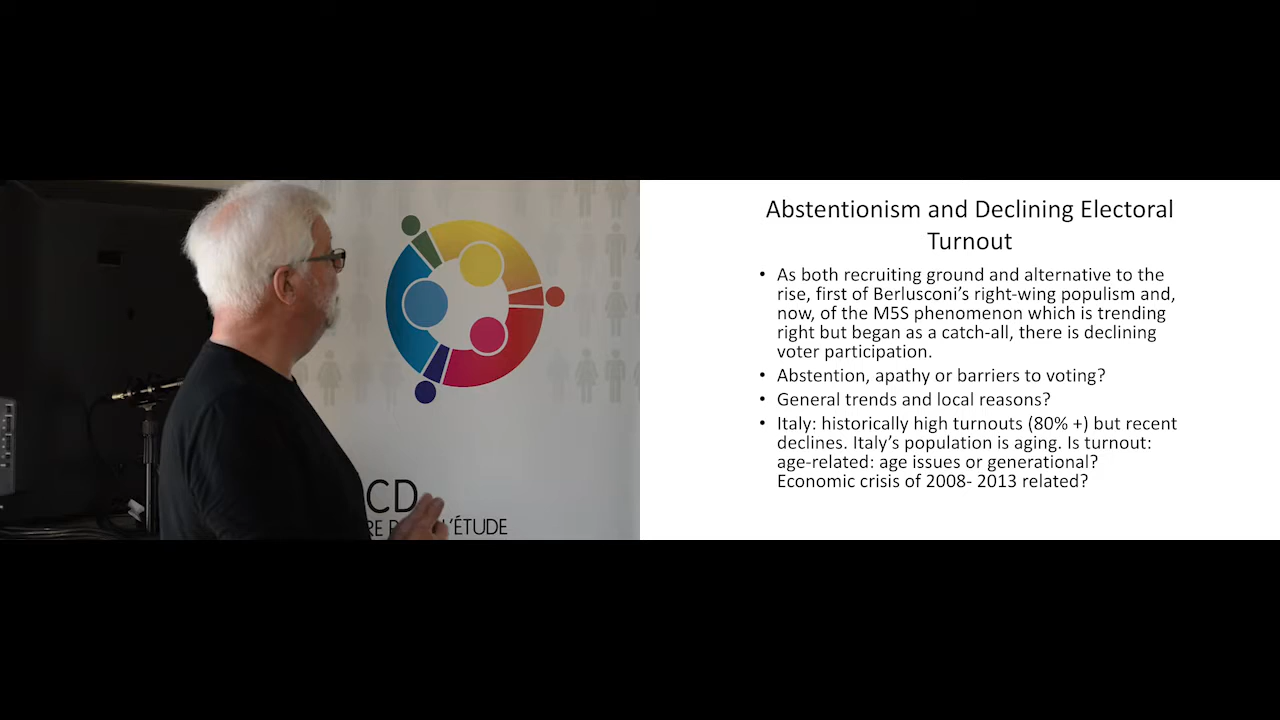 CD
RE P L'ÉTUDE
Abstentionism and Declining Electoral
Turnout
• As both recruiting ground and alternative to the
rise, first of Berlusconi’s right-wing populism and,
now, of the M5S phenomenon which is trending
right but began as a catch-all, there is declining
voter participation.
• Abstention, apathy or barriers to voting?
• General trends and local reasons?
• Italy: historically high turnouts (80% +) but recent
declines. Italy’s population is aging. Is turnout:
age-related: age issues or generational?
Economic crisis of 2008- 2013 related?